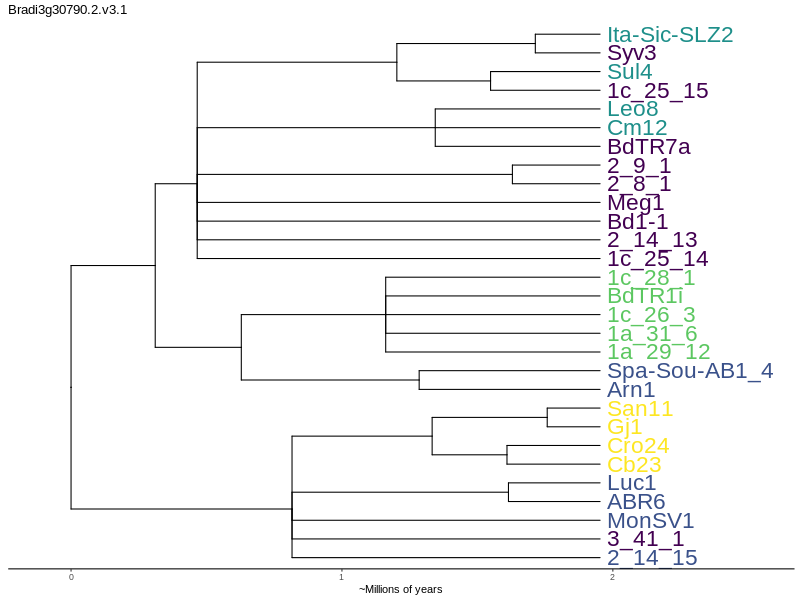 Bradi3g30790.2.v3.1
Ita-Sic-SLZ2
Syv3
Sul4
1c_25_15
Leo8
Cm12
BdTR7a
2_9_1
2_8_1
Meg1
Bd1-1
2_14_13
1c_25_14
1c_28_1
BdTR1i
1c_26_3
1a_31_6
1a_29_12
Spa-Sou-AB1_4
Arn1
San11
Gj1
Cro24
Cb23
Luc1
ABR6
MonSV1
3_41_1
2_14_15
0 1 2
~Millions of years